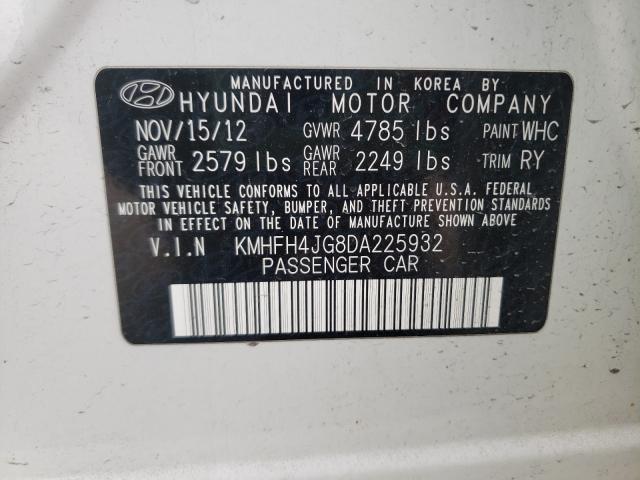 MANUFACTURED IN KOREA BY:
HYUNDAI MOTOR COMPANY
NOV/15/12 GVWR 4785 lbs PAINT WHC
GAWR FRONT 2579 lbs GAWR REAR 2249 lbs TRIM RY
THIS VEHICLE CONFORMS TO ALL APPLICABLE U.S.A. FEDERAL
MOTOR VEHICLE SAFETY, BUMPER, AND THEFT PREVENTION STANDARDS
IN EFFECT ON THE DATE OF MANUFACTURE SHOWN ABOVE.
V.I.N KMHFH4JG8DA225932
PASSENGER CAR